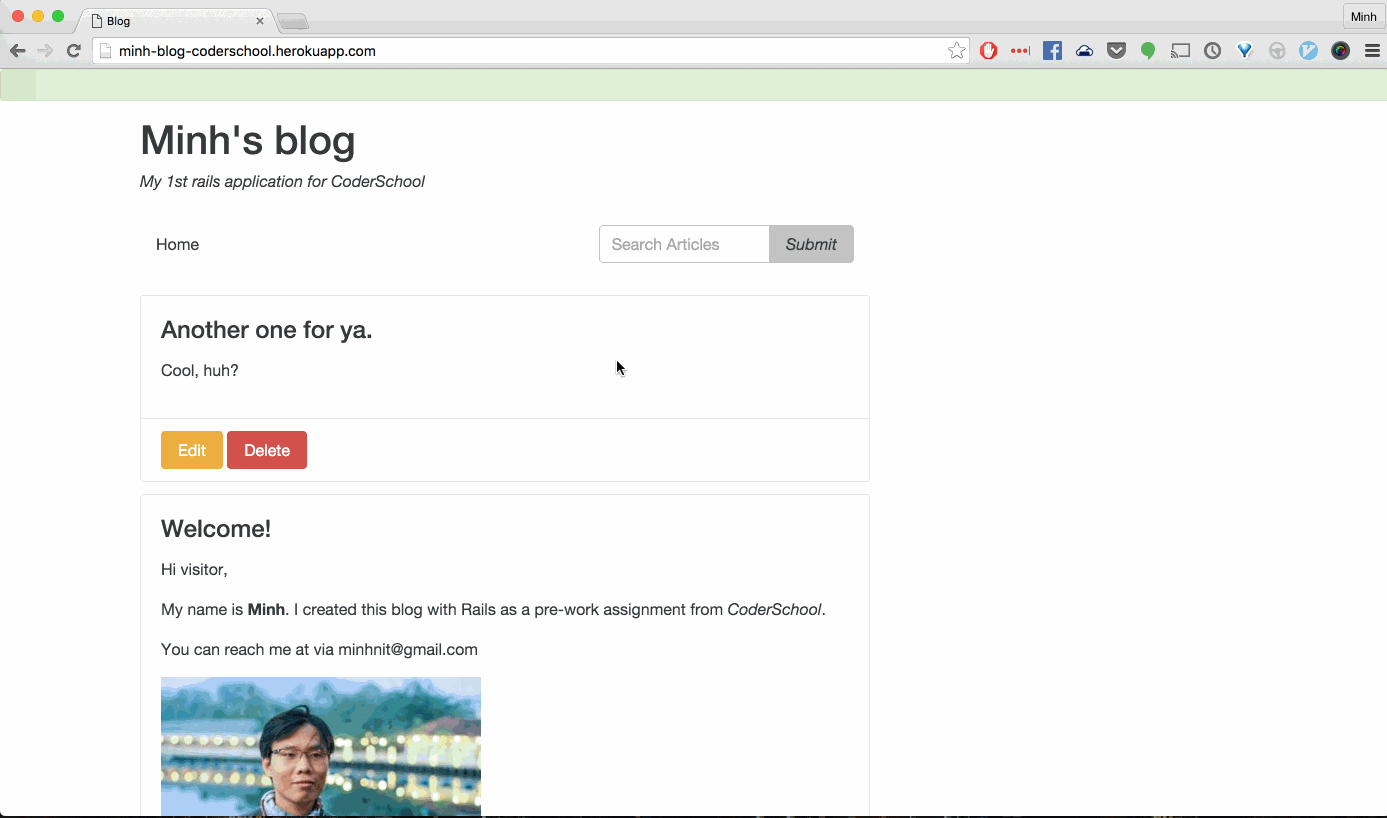 Blog
Minh
minh-blog-coderschool.herokuapp.com
Minh's blog
My 1st rails application for CoderSchool
Home
Search Articles
Submit
Another one for ya.
Cool, huh?
Edit
Delete
Welcome!
Hi visitor,
My name is Minh. I created this blog with Rails as a pre-work assignment from CoderSchool.
You can reach me at via minhnit@gmail.com